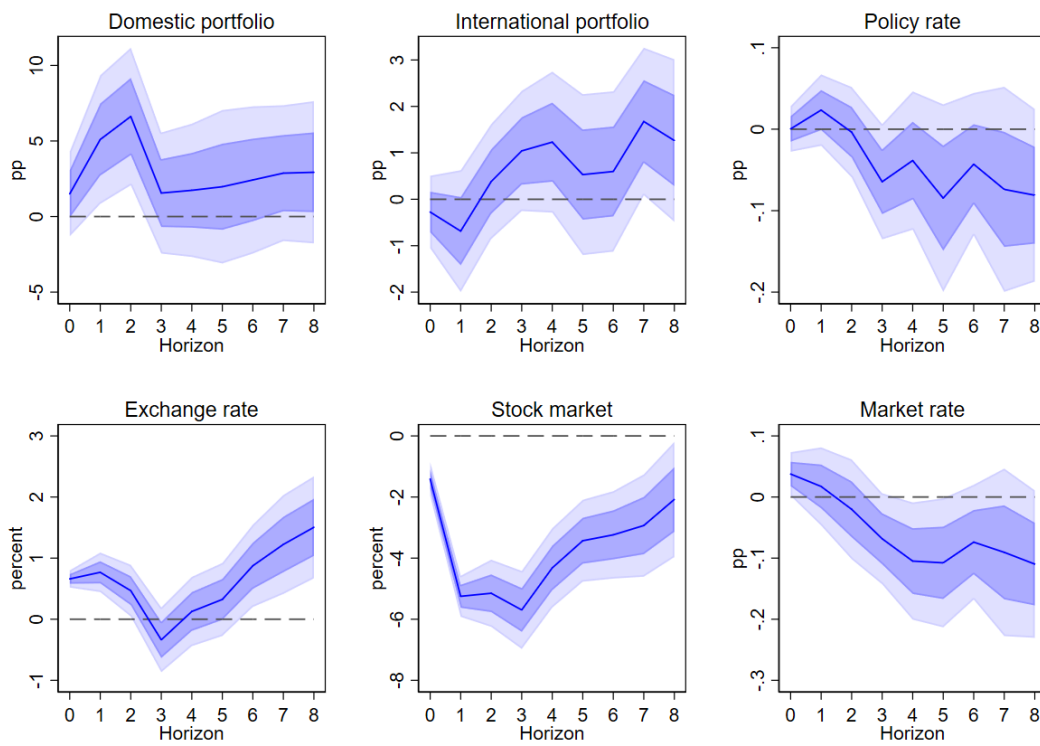 Domestic portfolio
pp
10
5
0
-5
0 1 2 3 4 5 6 7 8
Horizon
International portfolio
pp
3
2
1
0
-1
-2
0 1 2 3 4 5 6 7 8
Horizon
Policy rate
pp
.1
0
-.1
-.2
0 1 2 3 4 5 6 7 8
Horizon
Exchange rate
percent
3
2
1
0
-1
0 1 2 3 4 5 6 7 8
Horizon
Stock market
percent
0
-2
-4
-6
-8
0 1 2 3 4 5 6 7 8
Horizon
Market rate
pp
.1
0
-.1
-.2
-.3
0 1 2 3 4 5 6 7 8
Horizon